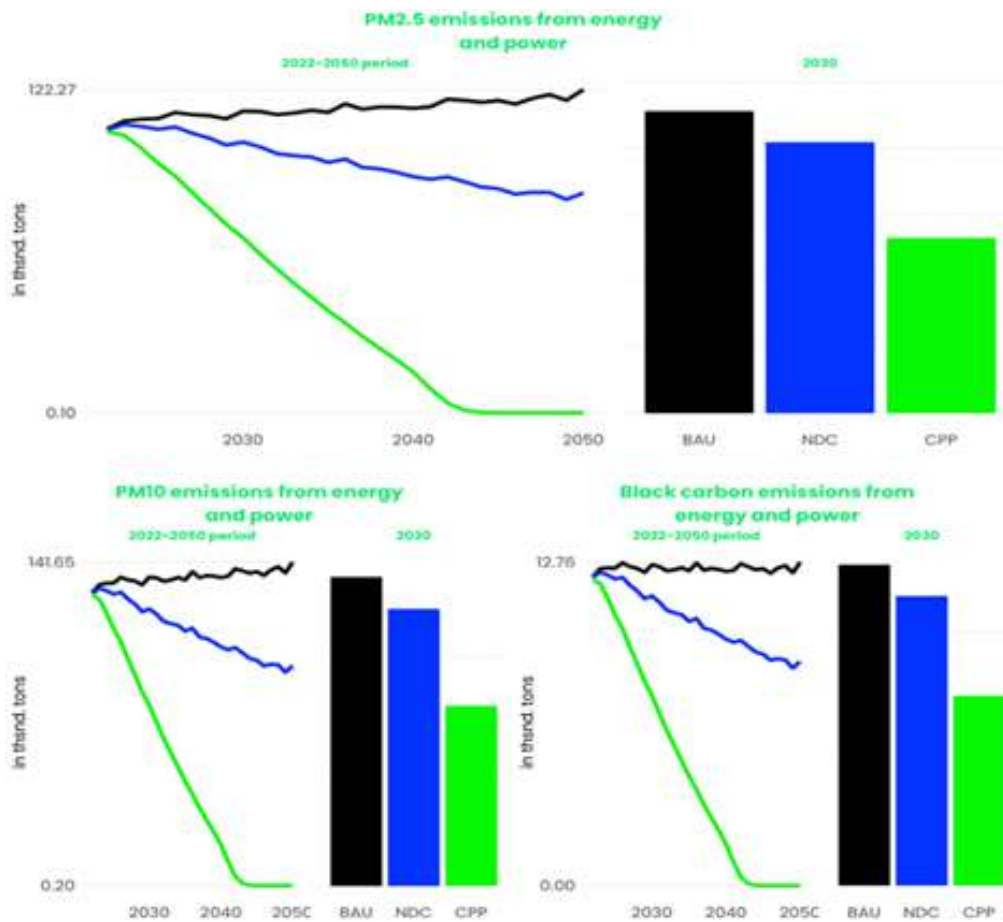 PM2.5 emissions from energy
and power
2022-2050 period
2030
122.27
in thsnd. tons
0.10
2030 2040 2050
BAU NDC CPP
PM10 emissions from energy
and power
2022-2050 period
2030
141.65
in thsnd. tons
0.20
2030 2040 2050
BAU NDC CPP
Black carbon emissions from
energy and power
2022-2050 period
2030
12.76
in thsnd. tons
0.00
2030 2040 2050
BAU NDC CPP